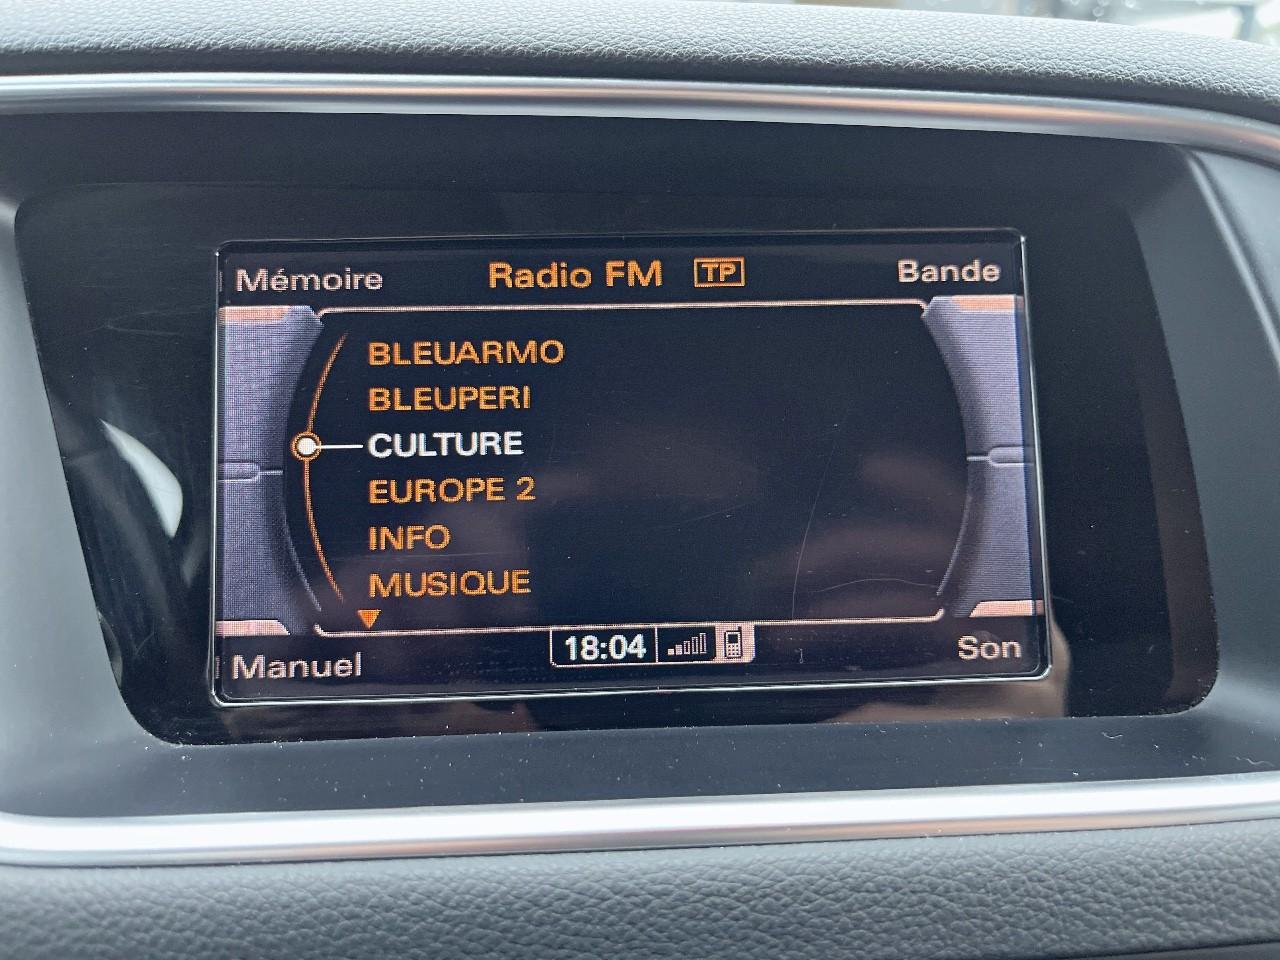 Mémoire Radio FM TP Bande
BLEUARMO
BLEUPERI
CULTURE
EUROPE 2
INFO
MUSIQUE
Manuel 18:04 Son